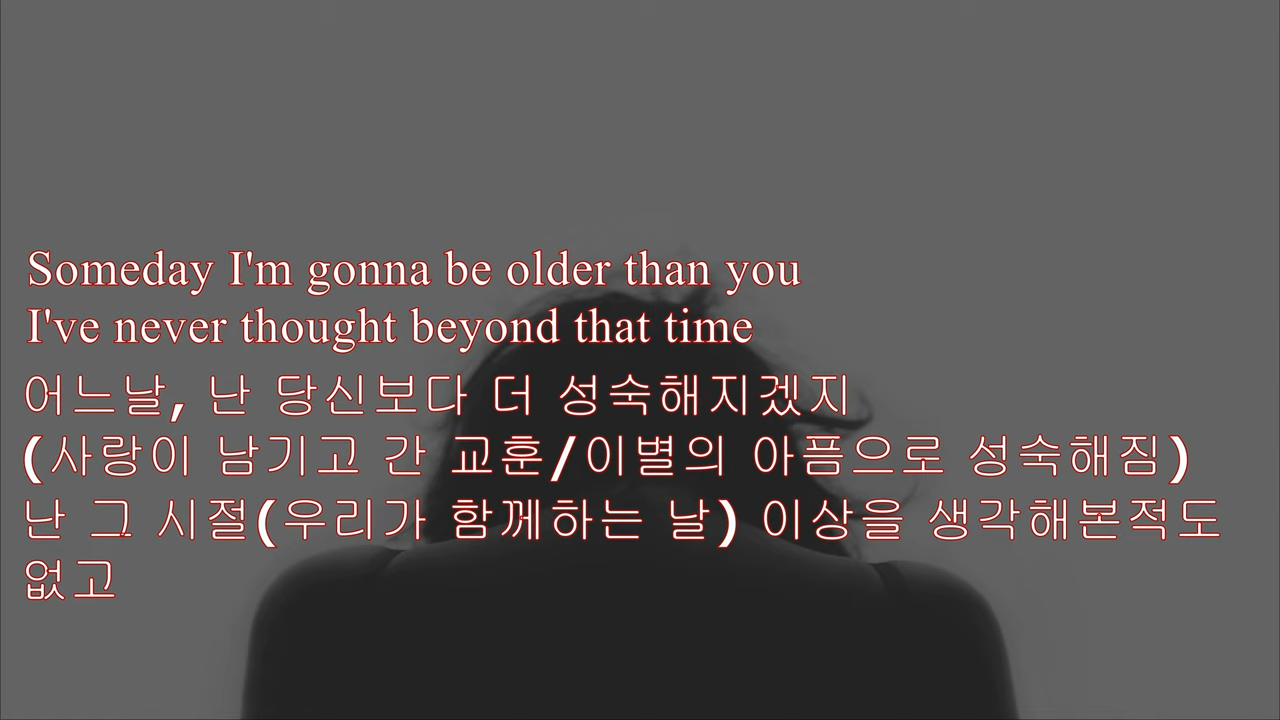 Someday I'm gonna be older than you
I've never thought beyond that time
어느날, 난 당신보다 더 성숙해지겠지
(사랑이 남기고 간 교훈/이별의 아픔으로 성숙해짐)
난 그 시절(우리가 함께하는 날) 이상을 생각해본적도
없고